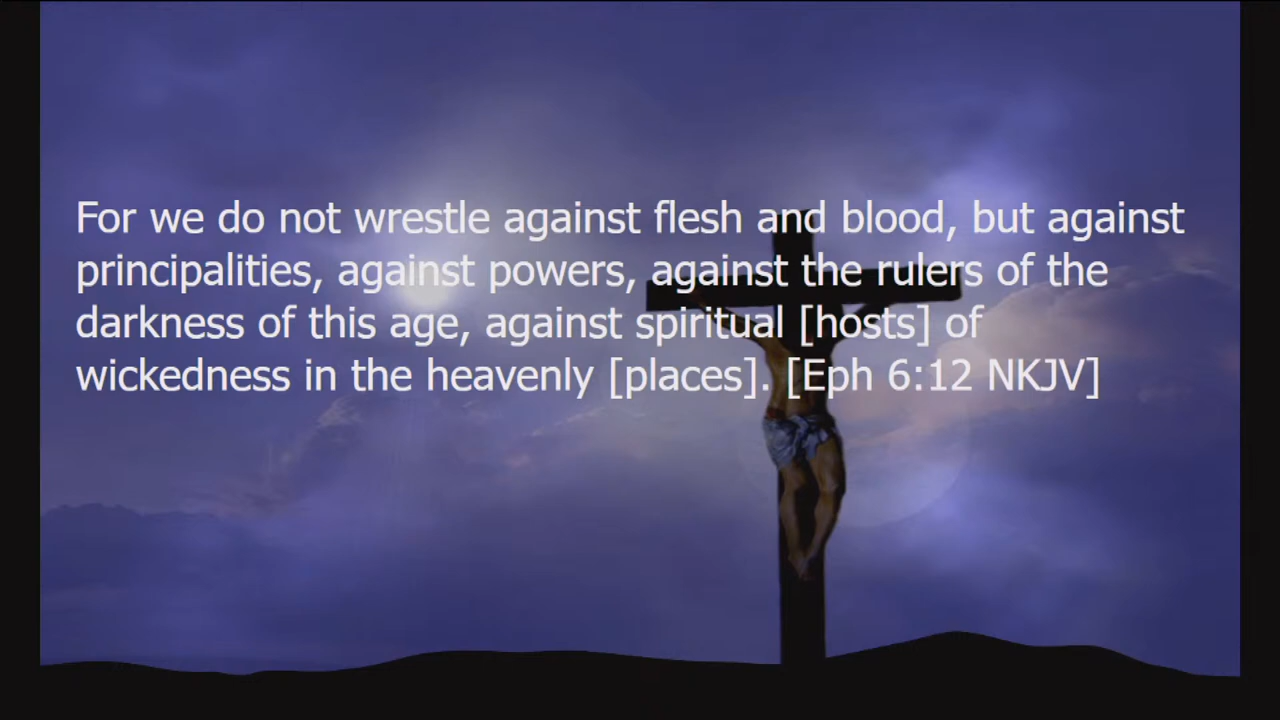 For we do not wrestle against flesh and blood, but against
principalities, against powers, against the rulers of the
darkness of this age, against spiritual [hosts] of
wickedness in the heavenly [places]. [Eph 6:12 NKJV]